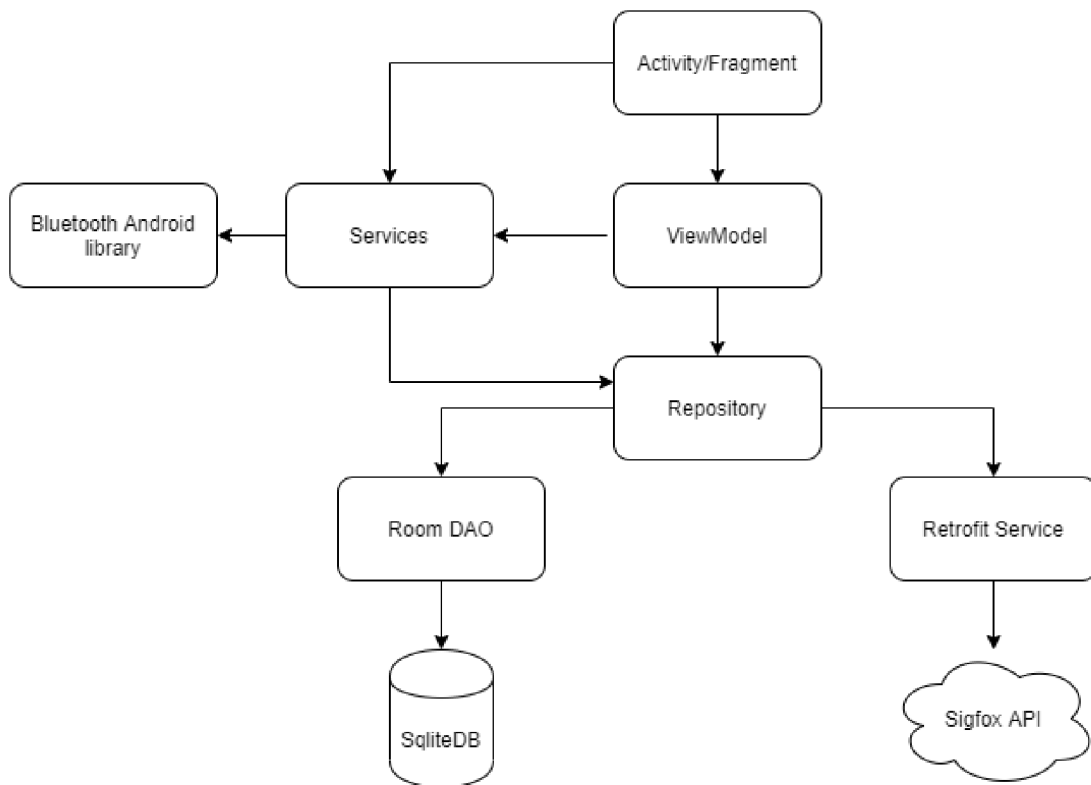 Activity/Fragment
Bluetooth Android
library
Services
ViewModel
Repository
Room DAO
Retrofit Service
SqliteDB
Sigfox API